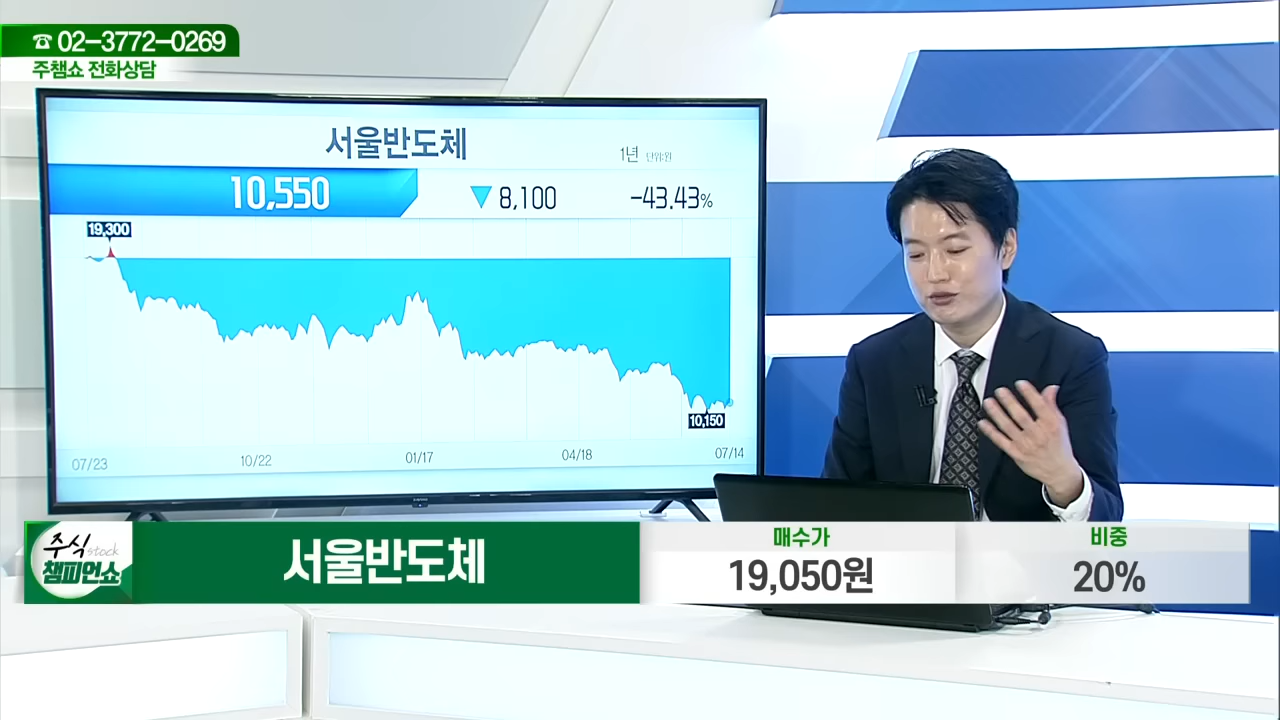 ☎ 02-3772-0269
주챔쇼 전화상담
서울반도체
1년 단위:원
10,550 ▼ 8,100 -43.43%
19,300
10,150
07/23 10/22 01/17 04/18 07/14
주식 stock
챔피언쇼
서울반도체
매수가 비중
19,050원 20%